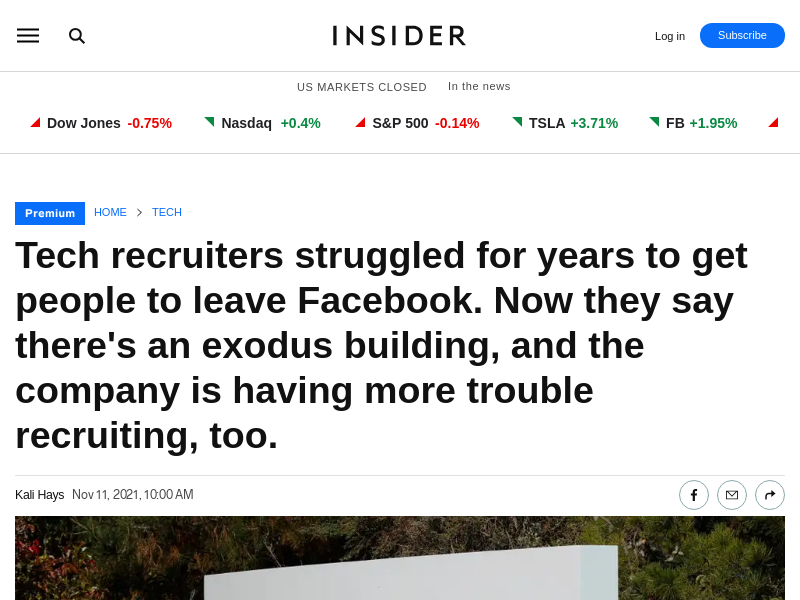 INSIDER
Log in
Subscribe
US MARKETS CLOSED In the news
Dow Jones -0.75% Nasdaq +0.4% S&P 500 -0.14% TSLA +3.71% FB +1.95%
Premium HOME TECH
Tech recruiters struggled for years to get
people to leave Facebook. Now they say
there's an exodus building, and the
company is having more trouble
recruiting, too.
Kali Hays Nov 11, 2021, 10:00 AM